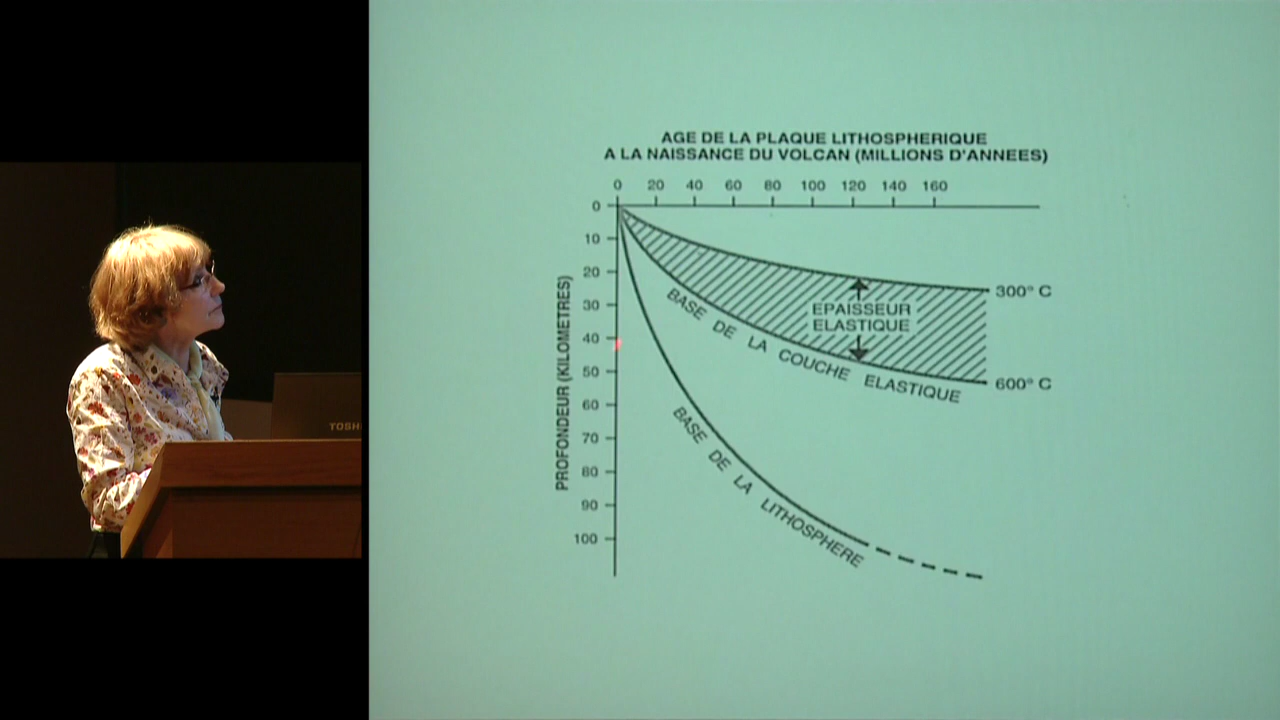 AGE DE LA PLAQUE LITHOSPHERIQUE
A LA NAISSANCE DU VOLCAN (MILLIONS D'ANNEES)
0 20 40 60 80 100 120 140 160
0
10
20
30
40
50
60
70
80
90
100
PROFONDEUR (KILOMETRES)
300° C
EPAISSEUR
ELASTIQUE
600° C
BASE DE LA COUCHE ELASTIQUE
BASE DE LA LITHOSPHERE